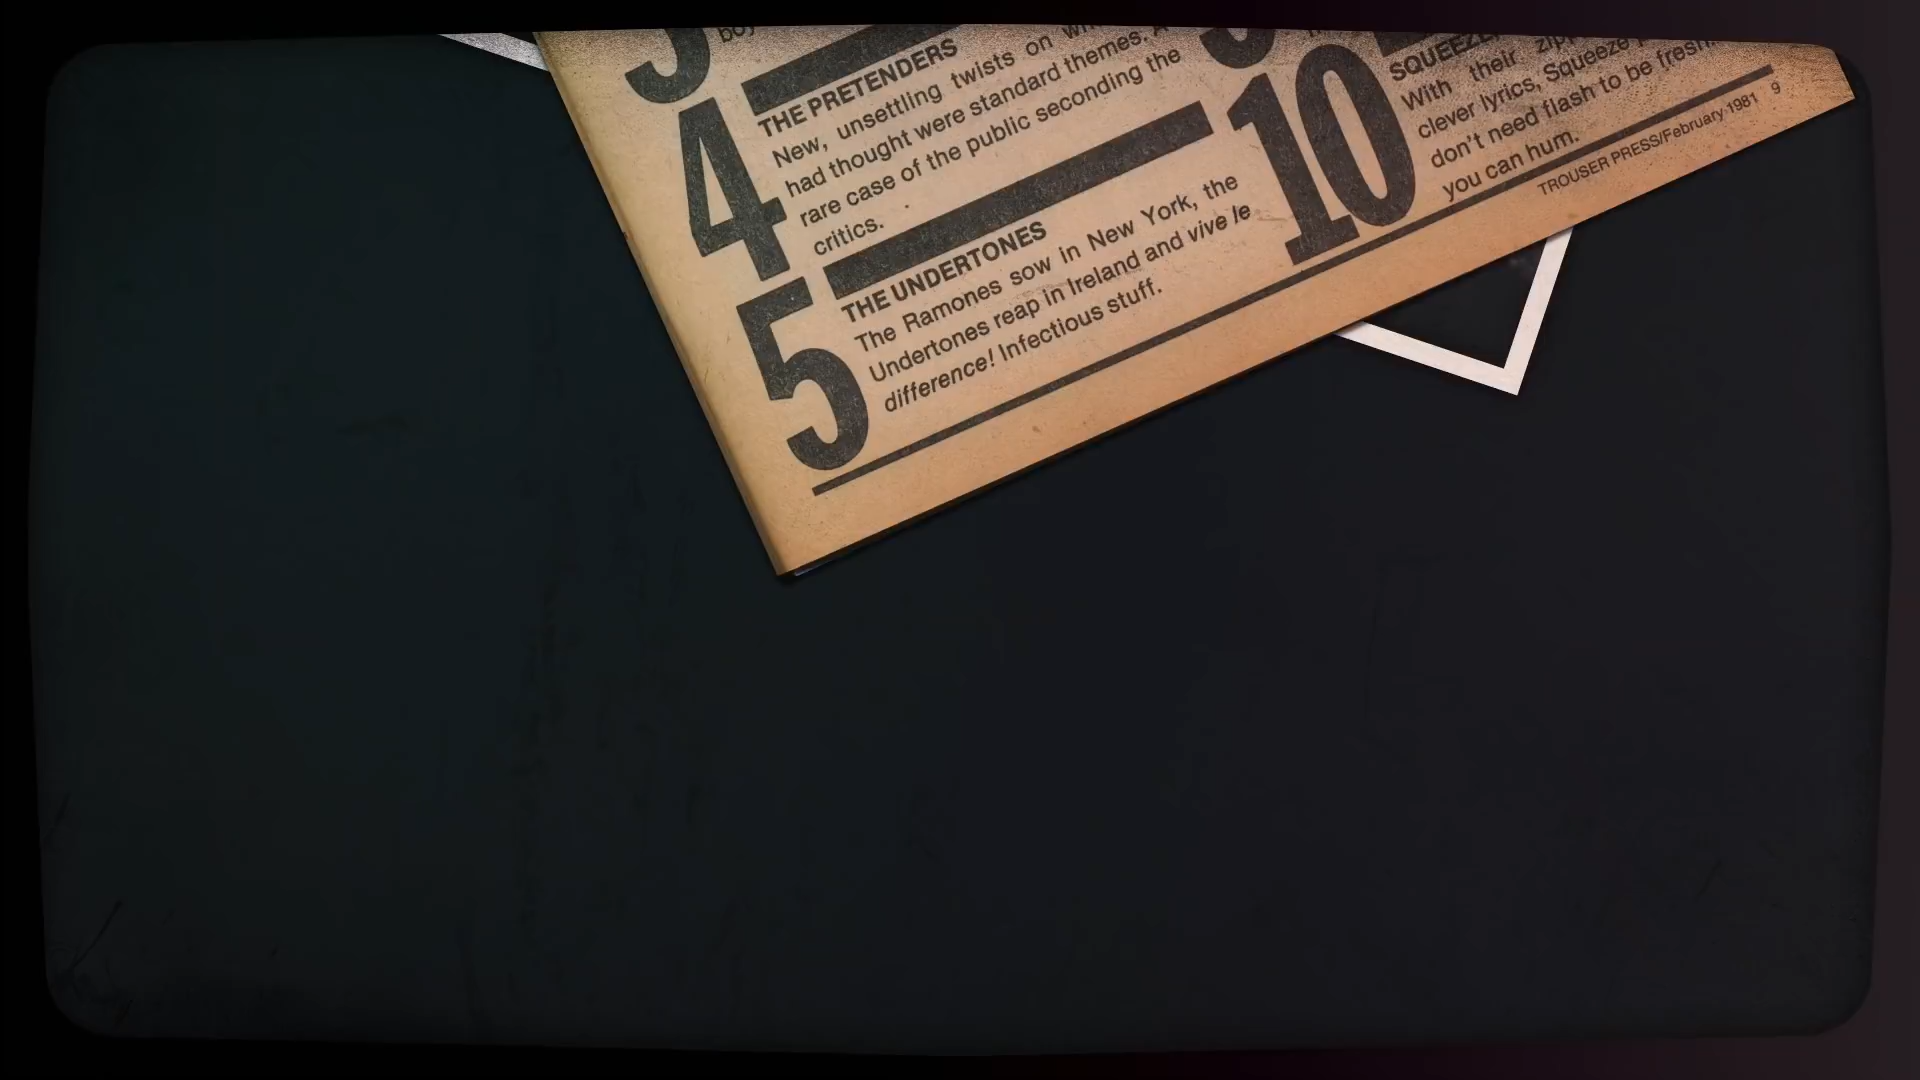 4
THE PRETENDERS
New, unsettling twists on
had thought were standard themes. A
rare case of the public seconding the
critics.
5
THE UNDERTONES
The Ramones sow in New York, the
Undertones reap in Ireland and vive le
difference! Infectious stuff.
10
SQUEEZE
With their
clever lyrics, Squeeze
don't need flash to be fresh
you can hum.
TROUSER PRESS/February 1981 9